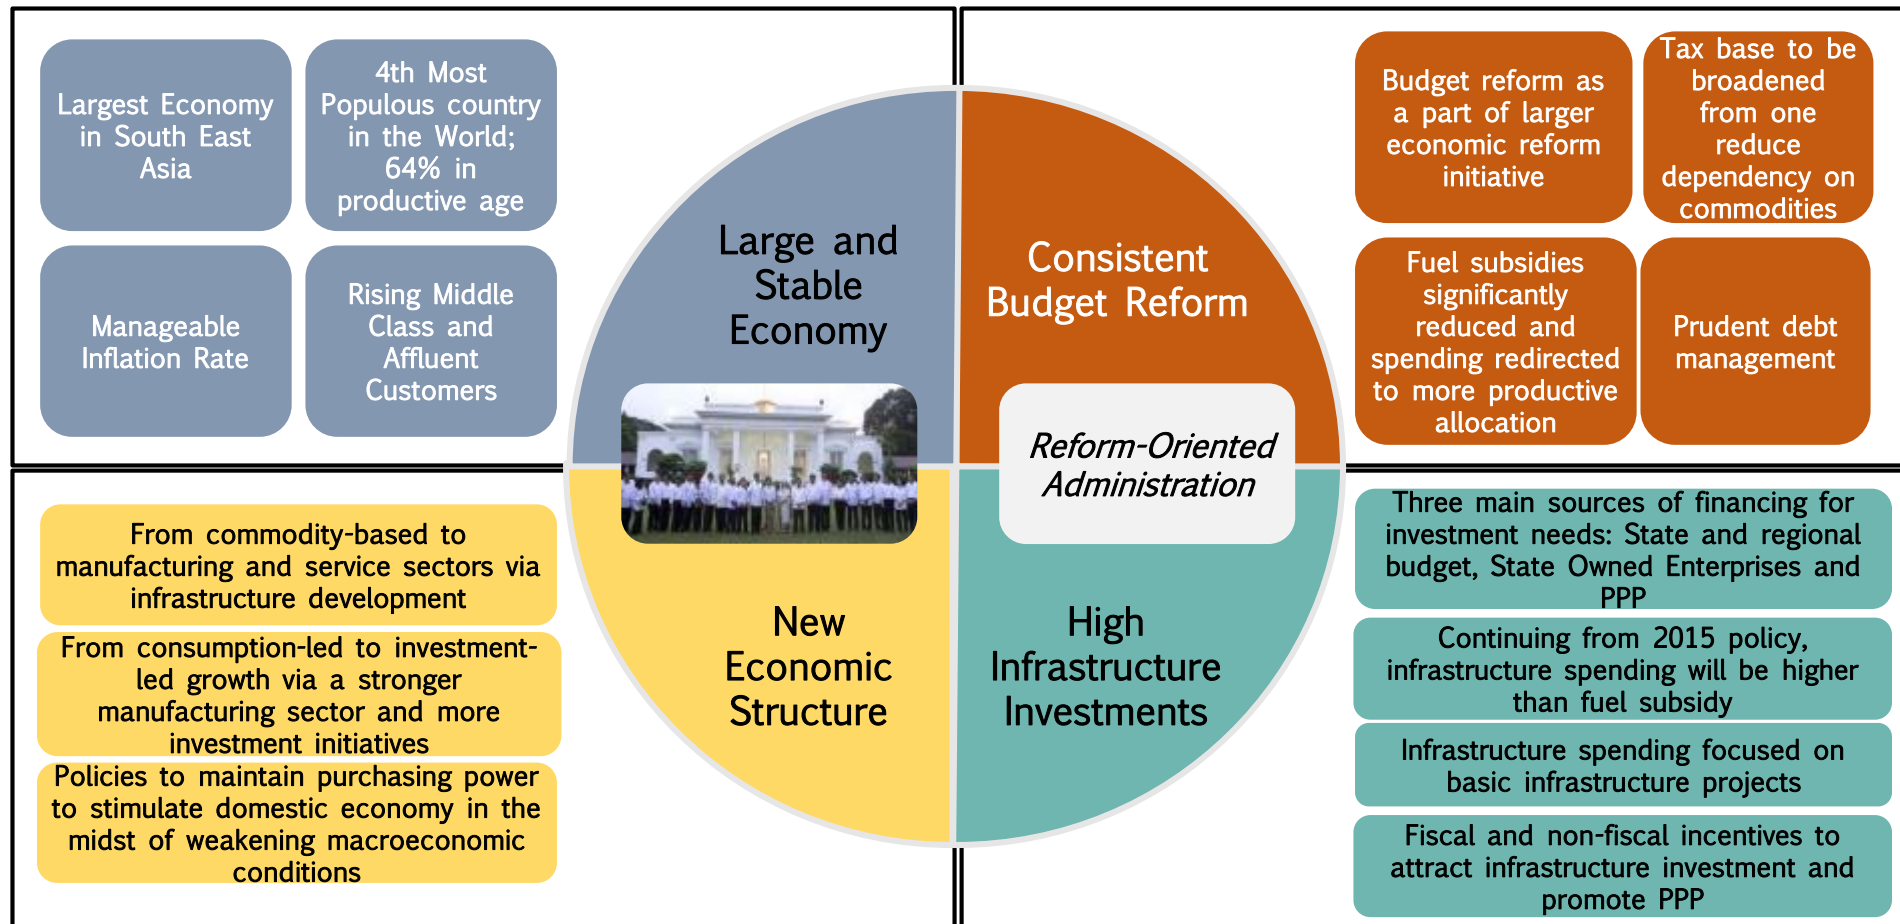 Largest Economy
in South East
Asia
4th Most
Populous country
in the World;
64% in
productive age
Manageable
Inflation Rate
Rising Middle
Class and
Affluent
Customers
Large and
Stable
Economy
Consistent
Budget Reform
Budget reform as
a part of larger
economic reform
initiative
Tax base to be
broadened
from one
reduce
dependency on
commodities
Fuel subsidies
significantly
reduced and
spending redirected
to more productive
allocation
Prudent debt
management
Reform-Oriented
Administration
From commodity-based to
manufacturing and service sectors via
infrastructure development
From consumption-led to investment-
led growth via a stronger
manufacturing sector and more
investment initiatives
Policies to maintain purchasing power
to stimulate domestic economy in the
midst of weakening macroeconomic
conditions
New
Economic
Structure
High
Infrastructure
Investments
Three main sources of financing for
investment needs: State and regional
budget, State Owned Enterprises and
PPP
Continuing from 2015 policy,
infrastructure spending will be higher
than fuel subsidy
Infrastructure spending focused on
basic infrastructure projects
Fiscal and non-fiscal incentives to
attract infrastructure investment and
promote PPP